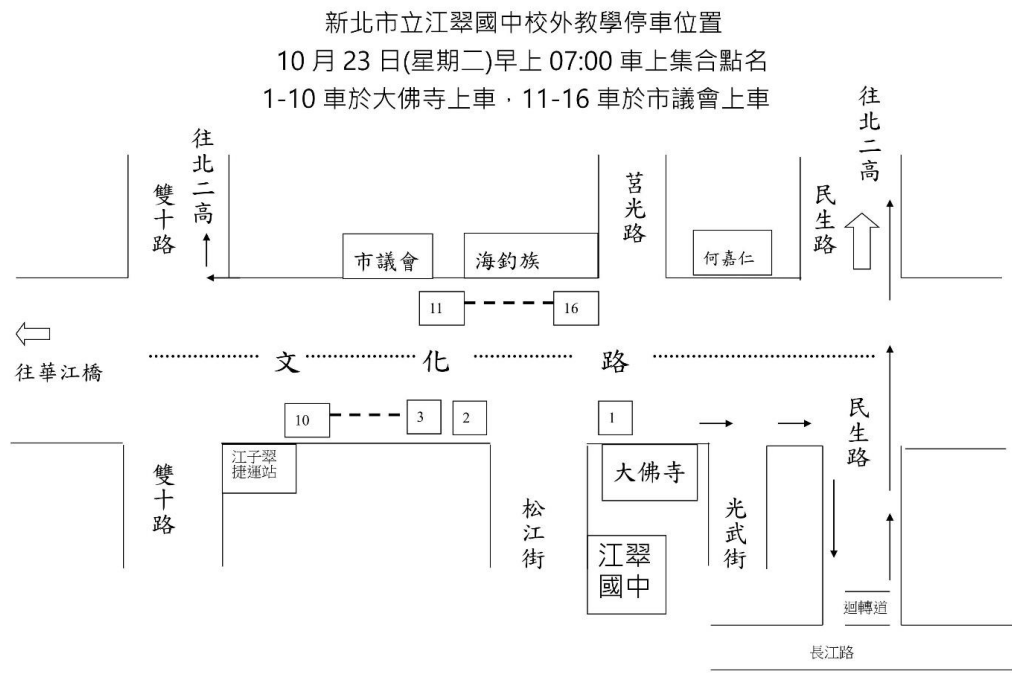 新北市立江翠國中校外教學停車位置
10 月 23 日(星期二)早上 07:00 車上集合點名
1-10 車於大佛寺上車，11-16 車於市議會上車
往北二高
雙十路
往北二高
莒光路
民生路
市議會
海釣族
何嘉仁
11
16
往華江橋
文化路
10
3
2
1
民生路
江子翠
捷運站
雙十路
大佛寺
松江街
光武街
江翠
國中
迴轉道
長江路